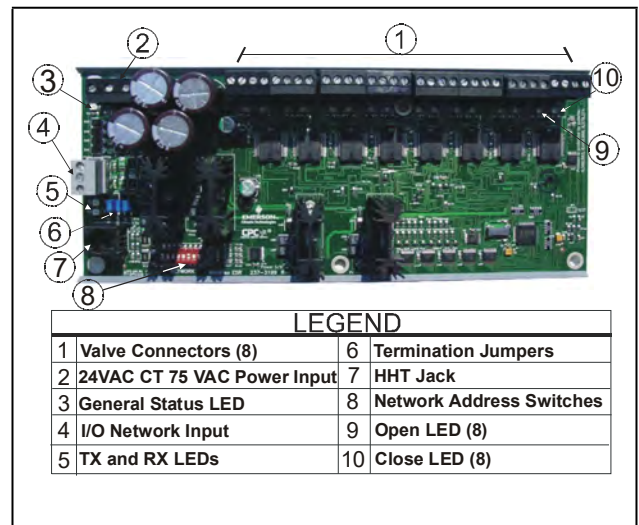 2
1
3
10
4
9
5
6
7
8
EMERSON
CPC
LEGEND
1 Valve Connectors (8) 6 Termination Jumpers
2 24VAC CT 75 VAC Power Input 7 HHT Jack
3 General Status LED 8 Network Address Switches
4 I/O Network Input 9 Open LED (8)
5 TX and RX LEDs 10 Close LED (8)